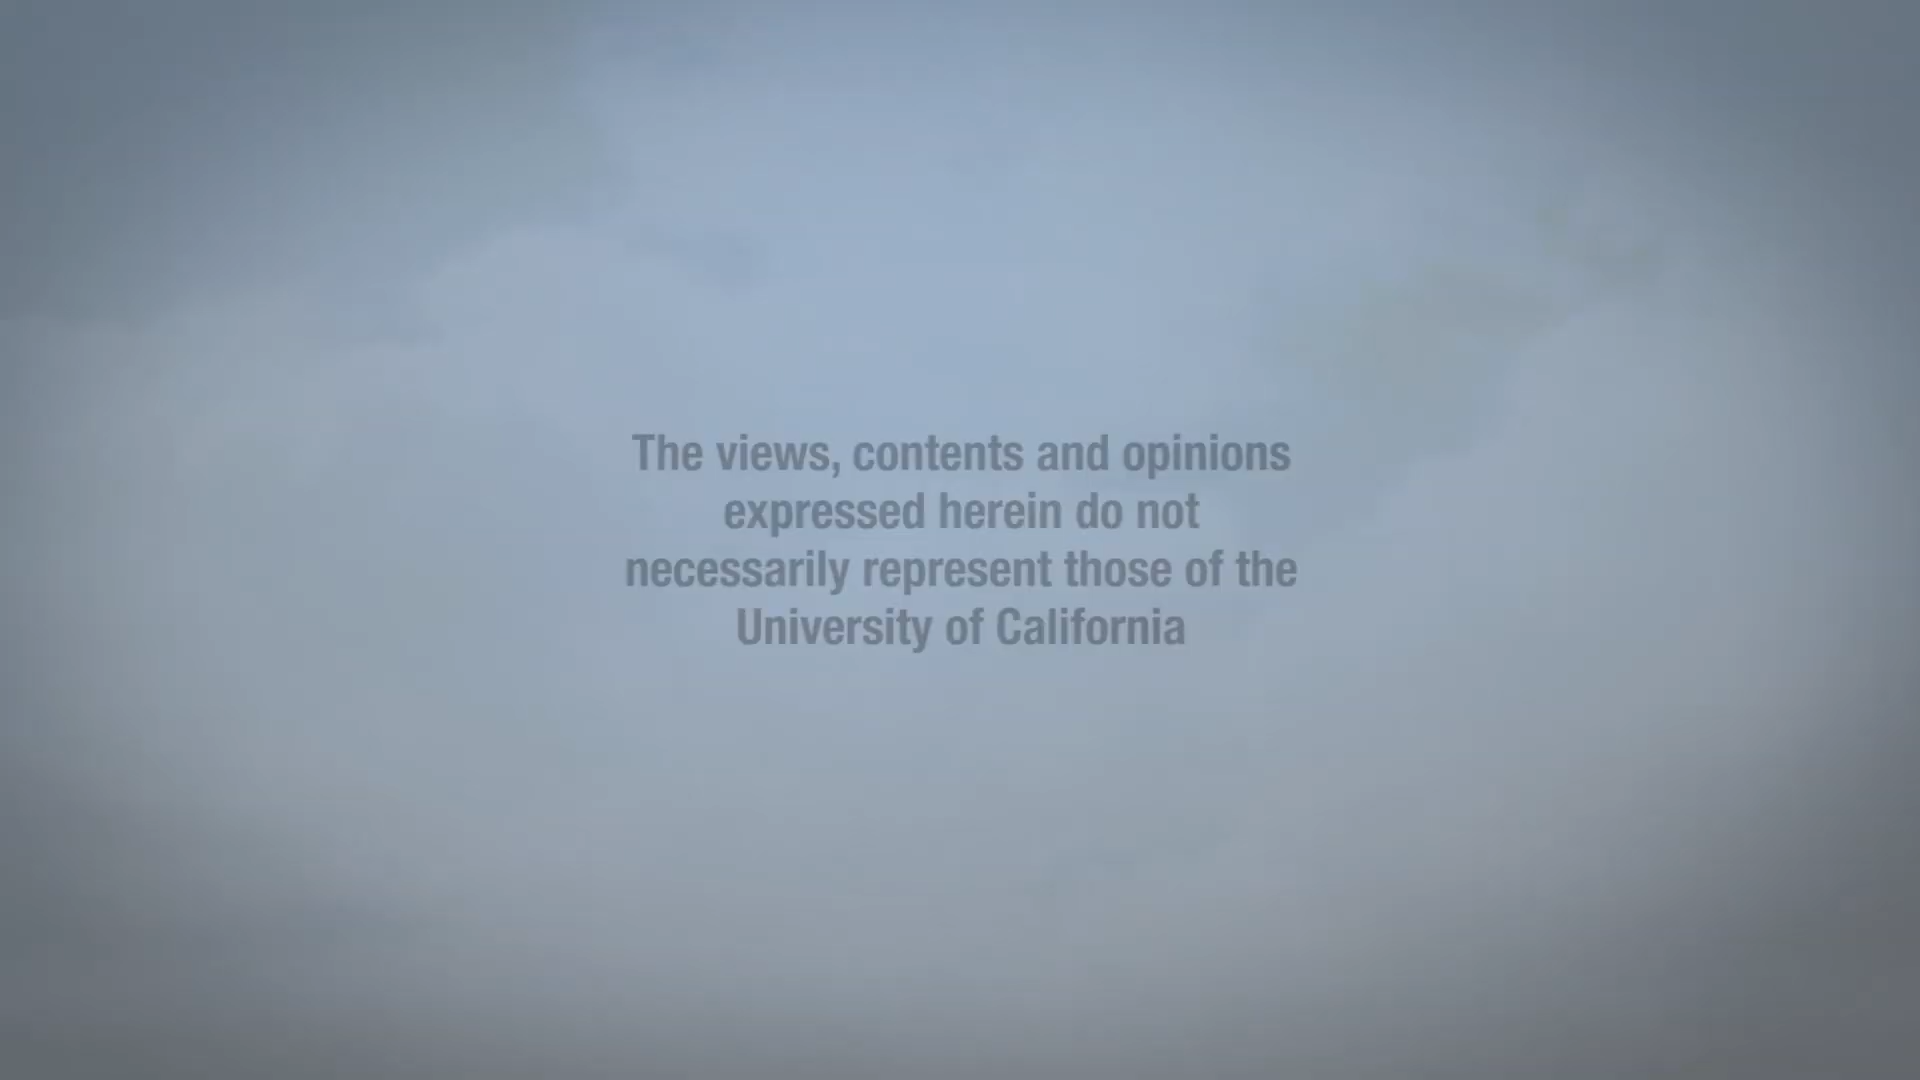 The views, contents and opinions
expressed herein do not
necessarily represent those of the
University of California